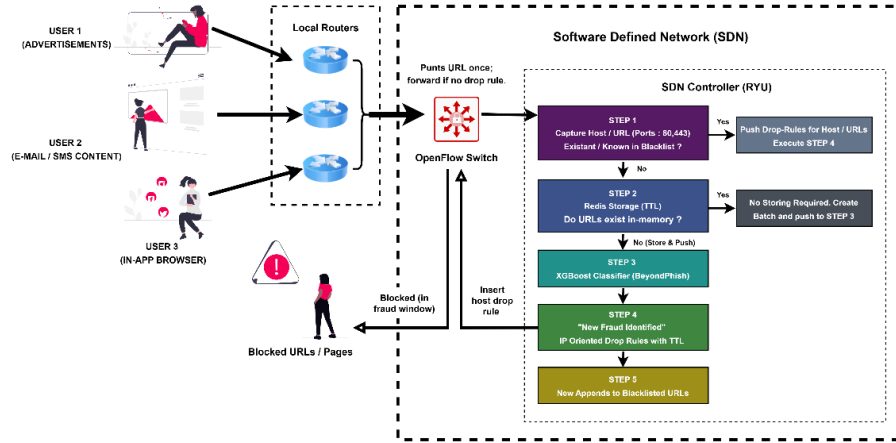 USER 1
(ADVERTISEMENTS)
USER 2
(E-MAIL / SMS CONTENT)
USER 3
(IN-APP BROWSER)
Local Routers
Software Defined Network (SDN)
Punts URL once;
forward if no drop rule.
OpenFlow Switch
SDN Controller (RYU)
STEP 1
Capture Host / URL (Ports : 80,443)
Existant / Known in Blacklist ?
Yes
Push Drop-Rules for Host / URLs
Execute STEP 4
No
STEP 2
Redis Storage (TTL)
Do URLs exist in-memory ?
Yes
No Storing Required. Create
Batch and push to STEP 3
No (Store & Push)
STEP 3
XGBoost Classifier (BeyondPhish)
STEP 4
"New Fraud Identified"
IP Oriented Drop Rules with TTL
STEP 5
New Appends to Blacklisted URLs
Insert
host drop
rule
Blocked (in
fraud window)
Blocked URLs / Pages